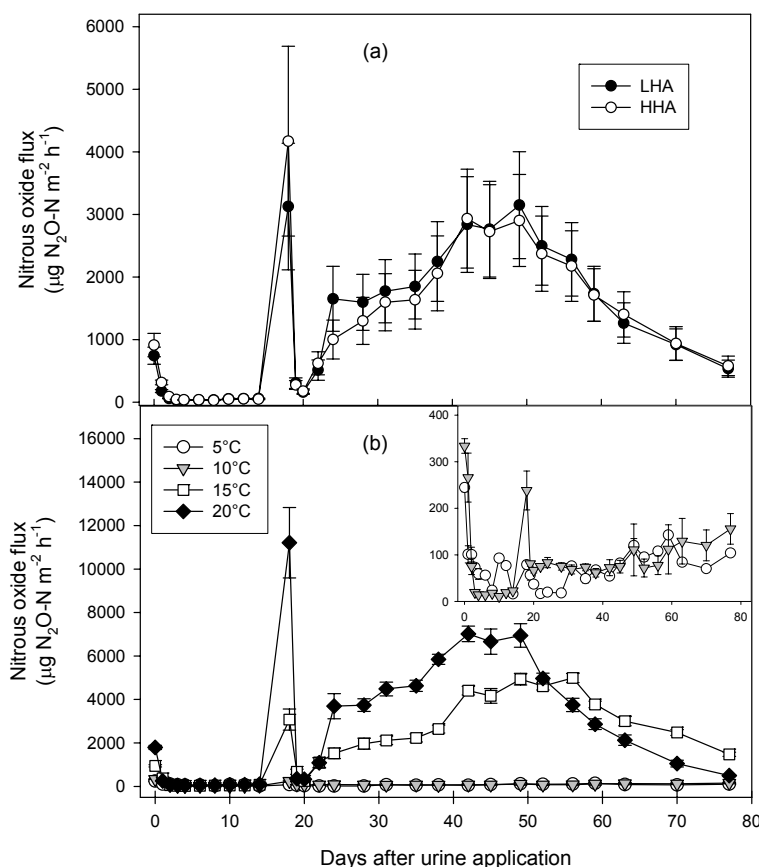 6000
5000
4000
3000
2000
1000
0
Nitrous oxide flux
(µg N₂O-N m⁻² h⁻¹)
(a)
LHA
HHA
16000
14000
12000
10000
8000
6000
4000
2000
0
Nitrous oxide flux
(µg N₂O-N m⁻² h⁻¹)
5°C
10°C
15°C
20°C
(b)
400
300
200
100
0
0 20 40 60 80
0 10 20 30 40 50 60 70 80
Days after urine application